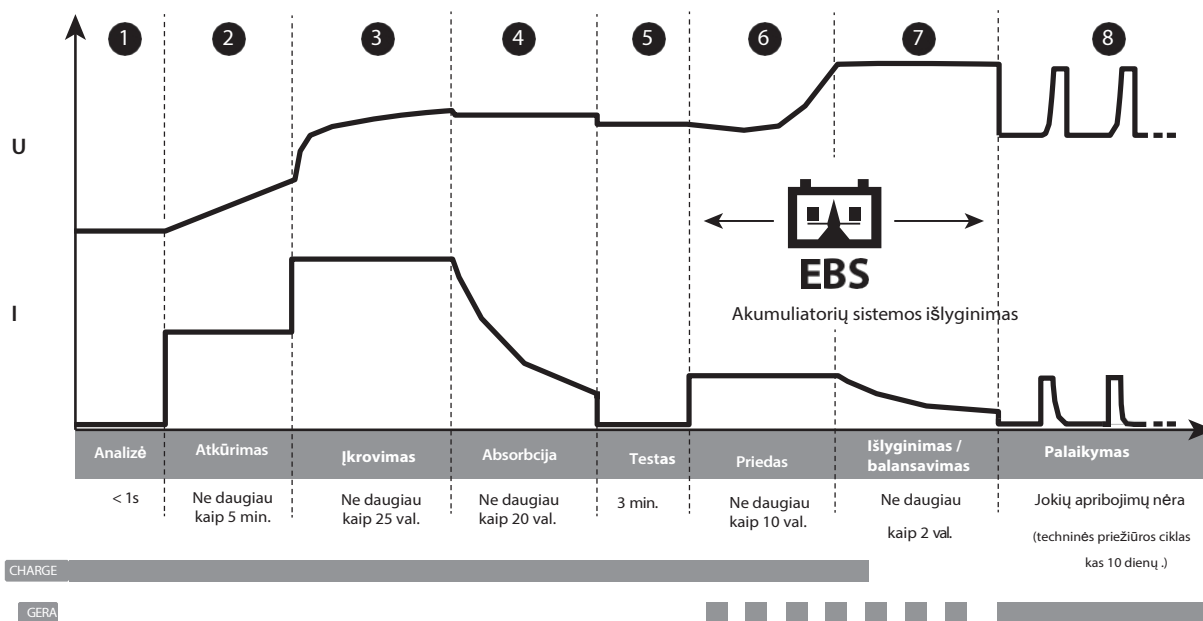 1 2 3 4 5 6 7 8
U
EBS
Akumuliatorių sistemos išlyginimas
I
Analizė
Atkūrimas
Įkrovimas
Absorbcija
Testas
Priedas
Išlyginimas /
balansavimas
Palaikymas
< 1s
Ne daugiau
kaip 5 min.
Ne daugiau
kaip 25 val.
Ne daugiau
kaip 20 val.
3 min.
Ne daugiau
kaip 10 val.
Ne daugiau
kaip 2 val.
Jokių apribojimų nėra
(techninės priežiūros ciklas
kas 10 dienų .)
CHARGE
GERA